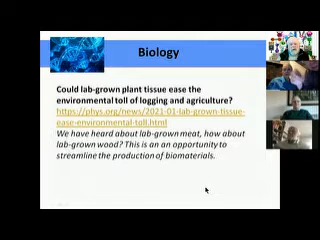 Biology
Could lab-grown plant tissue ease the
environmental toll of logging and agriculture?
https://phys.org/news/2021-01-lab-grown-tissue-
ease-environmental-toll.html
We have heard about lab-grown meat, how about
lab-grown wood? This is an an opportunity to
streamline the production of biomaterials.